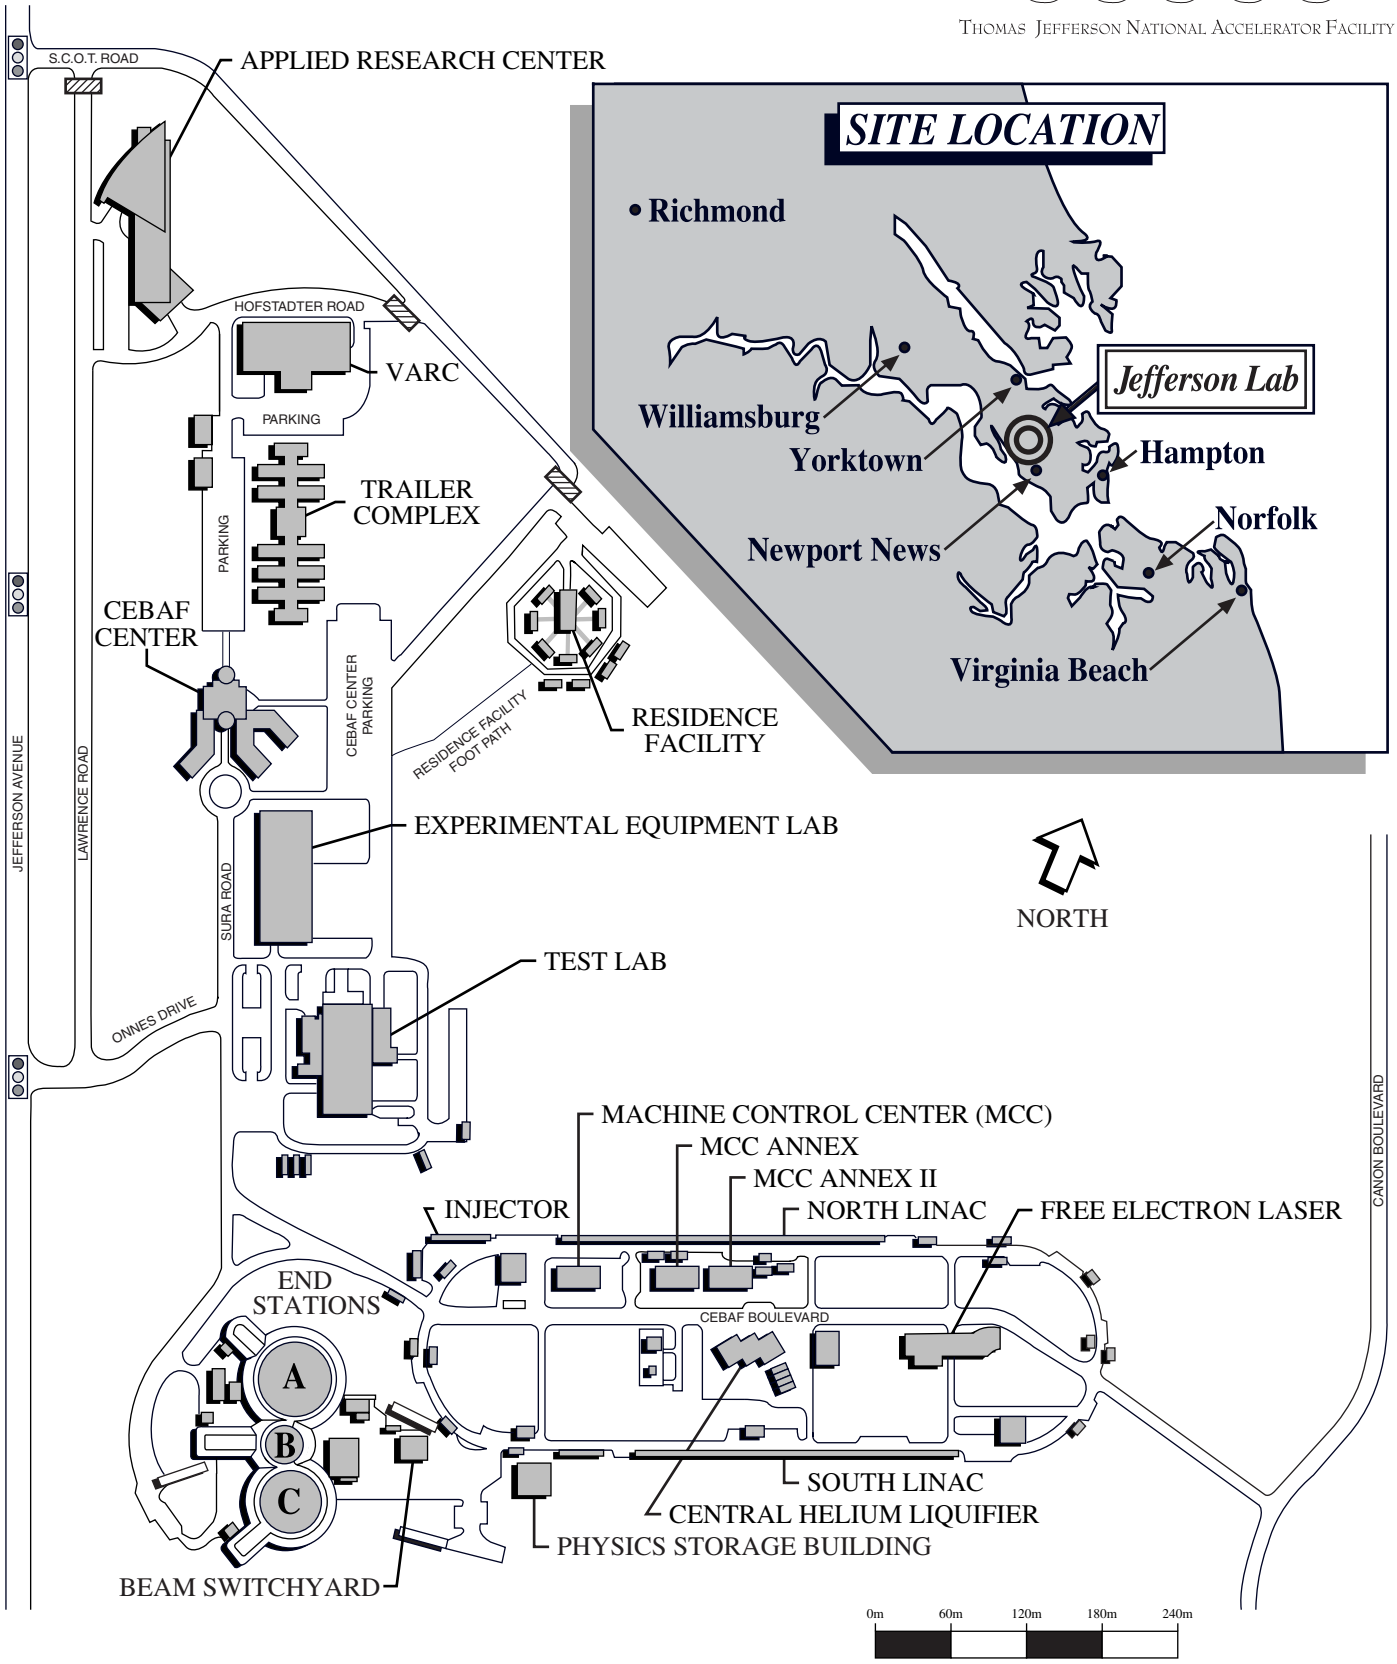 THOMAS JEFFERSON NATIONAL ACCELERATOR FACILITY
S.C.O.T. ROAD
APPLIED RESEARCH CENTER
SITE LOCATION
Richmond
Williamsburg
Yorktown
Jefferson Lab
Hampton
Norfolk
Newport News
Virginia Beach
HOFSTADTER ROAD
VARC
PARKING
TRAILER
COMPLEX
PARKING
CEBAF
CENTER
CEBAF CENTER
PARKING
RESIDENCE FACILITY
FOOT PATH
RESIDENCE
FACILITY
JEFFERSON AVENUE
LAWRENCE ROAD
EXPERIMENTAL EQUIPMENT LAB
SURA ROAD
NORTH
TEST LAB
ONNES DRIVE
CANON BOULEVARD
MACHINE CONTROL CENTER (MCC)
MCC ANNEX
MCC ANNEX II
INJECTOR
NORTH LINAC
FREE ELECTRON LASER
END
STATIONS
CEBAF BOULEVARD
A
B
C
SOUTH LINAC
CENTRAL HELIUM LIQUIFIER
PHYSICS STORAGE BUILDING
BEAM SWITCHYARD
0m 60m 120m 180m 240m